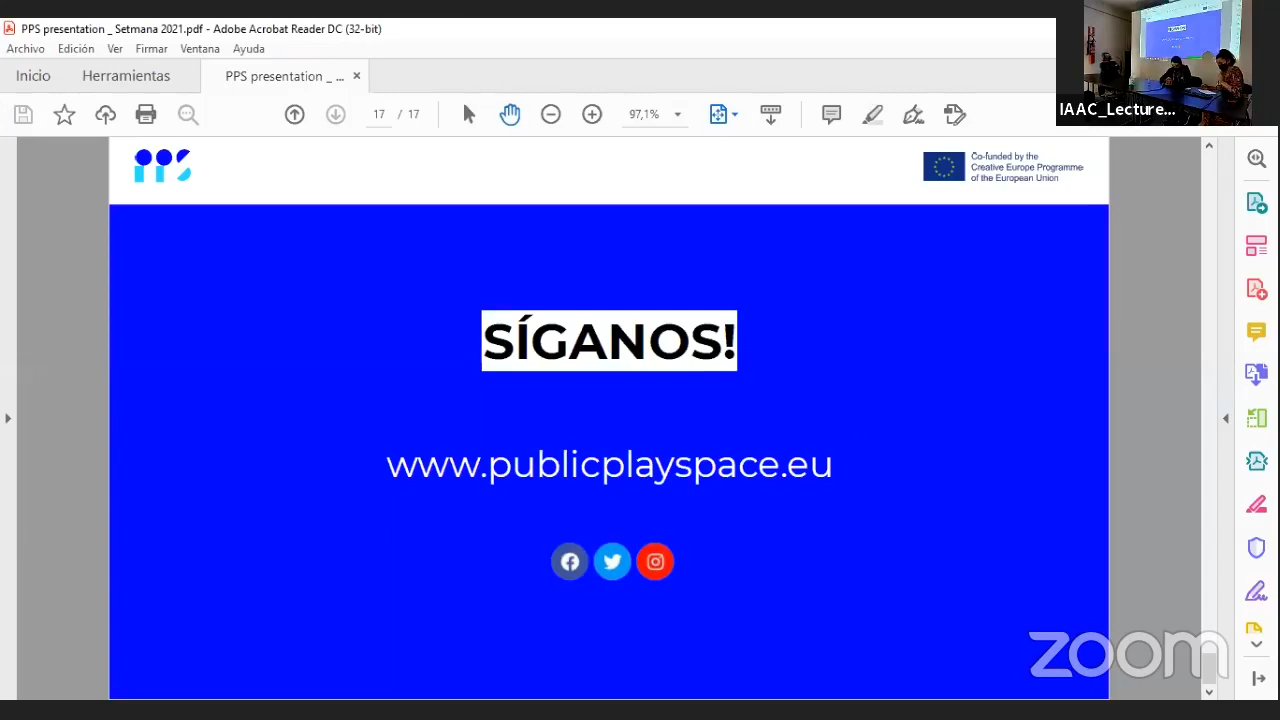 PPS presentation _ Setmana 2021.pdf - Adobe Acrobat Reader DC (32-bit)
Archivo Edición Ver Firmar Ventana Ayuda
Inicio Herramientas PPS presentation _ ... ×
17 / 17 97,1%
IAAC_Lecture...
PPS
Co-funded by the
Creative Europe Programme
of the European Union
SÍGANOS!
www.publicplayspace.eu
zoom